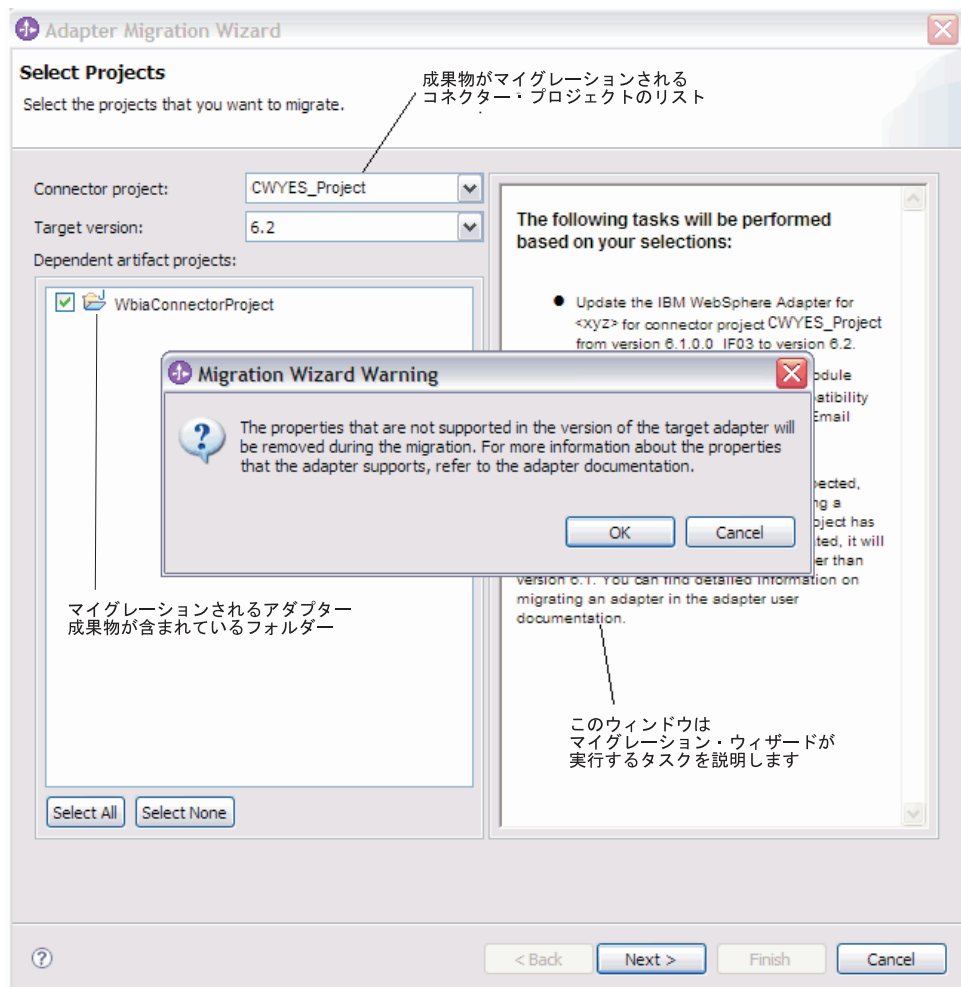 Adapter Migration Wizard
Select Projects
Select the projects that you want to migrate.
成果物がマイグレーションされる
コネクター・プロジェクトのリスト
Connector project:
CWYES_Project
Target version:
6.2
Dependent artifact projects:
WbiaConnectorProject
The following tasks will be performed
based on your selections:
Update the IBM WebSphere Adapter for
<xyz> for connector project CWYES_Project
from version 6.1.0.0_IF03 to version 6.2.
Migration Wizard Warning
The properties that are not supported in the version of the target adapter will
be removed during the migration. For more information about the properties
that the adapter supports, refer to the adapter documentation.
OK
Cancel
Email
ng a
has
it will
than
version 6.1. You can find detailed information on
migrating an adapter in the adapter user
documentation.
マイグレーションされるアダプター
成果物が含まれているフォルダー
このウィンドウは
マイグレーション・ウィザードが
実行するタスクを説明します
Select All
Select None
?
< Back
Next >
Finish
Cancel